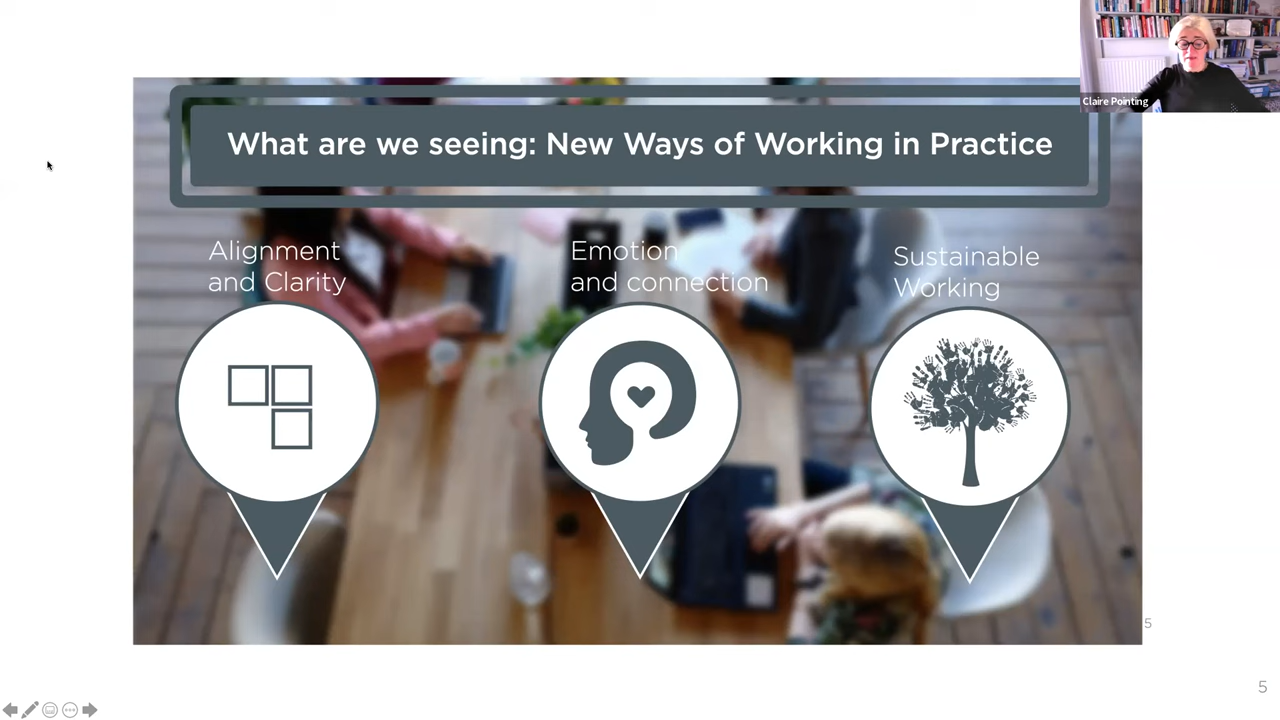 Claire Pointing
What are we seeing: New Ways of Working in Practice
Alignment
and Clarity
Emotion
and connection
Sustainable
Working
5
5